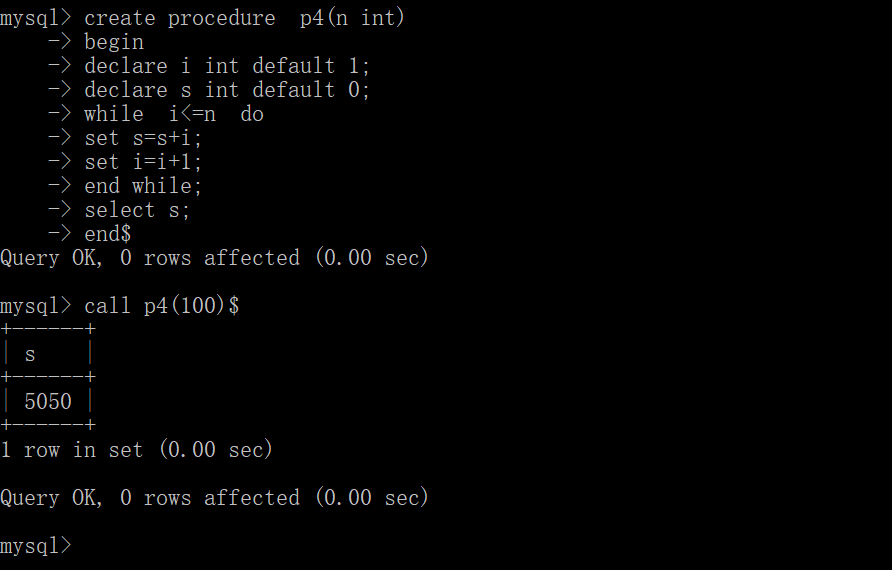 mysql> create procedure  p4(n int)
    -> begin
    -> declare i int default 1;
    -> declare s int default 0;
    -> while  i<=n  do
    -> set s=s+i;
    -> set i=i+1;
    -> end while;
    -> select s;
    -> end$
Query OK, 0 rows affected (0.00 sec)

mysql> call p4(100)$
+------+
| s    |
+------+
| 5050 |
+------+
1 row in set (0.00 sec)

Query OK, 0 rows affected (0.00 sec)

mysql>